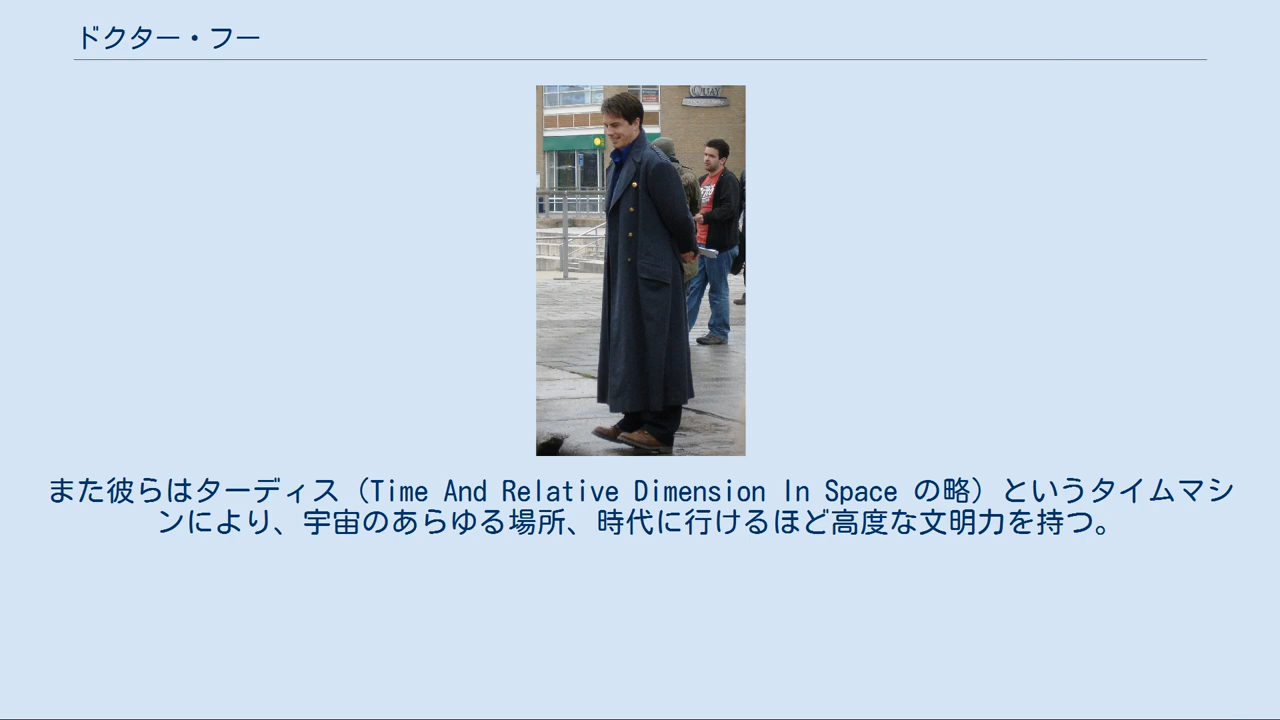 ドクター・フー
QUAY
また彼らはターディス（Time And Relative Dimension In Space の略）というタイムマシ
ンにより、宇宙のあらゆる場所、時代に行けるほど高度な文明力を持つ。